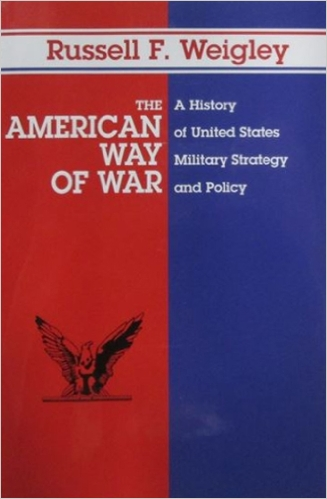 Russell F. Weigley
THE
AMERICAN
WAY
OF WAR
A History
of United States
Military Strategy
and Policy